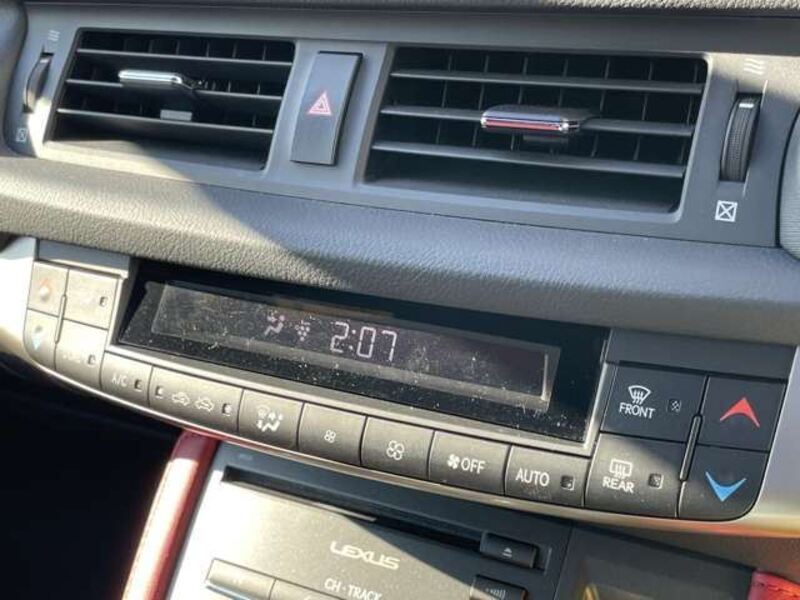 2:07
A/C
OFF
AUTO
FRONT
REAR
LEXUS
CH·TRACK